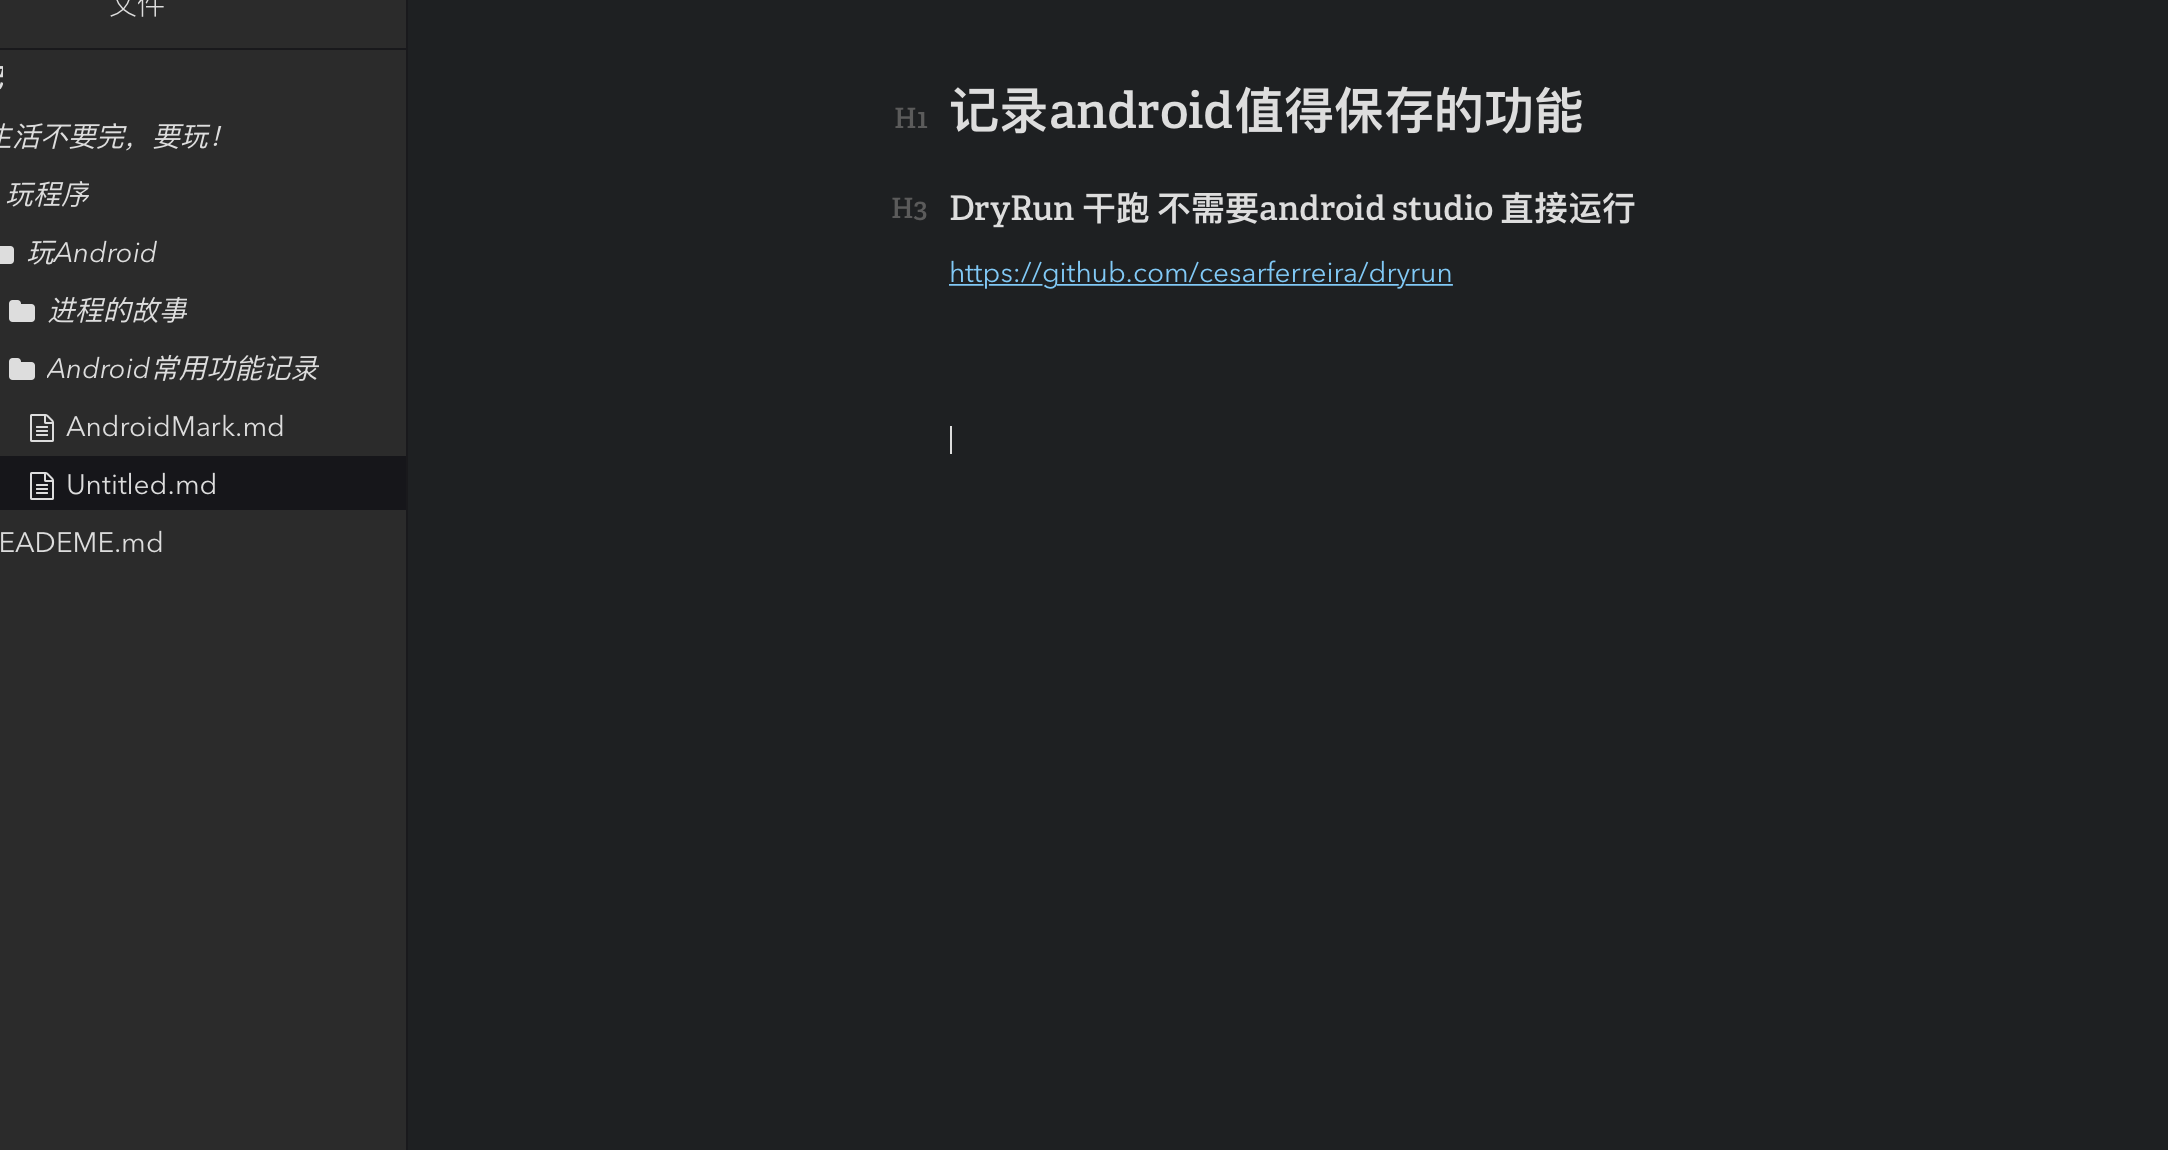 文件
生活不要完，要玩！
玩程序
玩Android
进程的故事
Android常用功能记录
AndroidMark.md
Untitled.md
EADEME.md
H1 记录android值得保存的功能
H3 DryRun 干跑 不需要android studio 直接运行
https://github.com/cesarferreira/dryrun